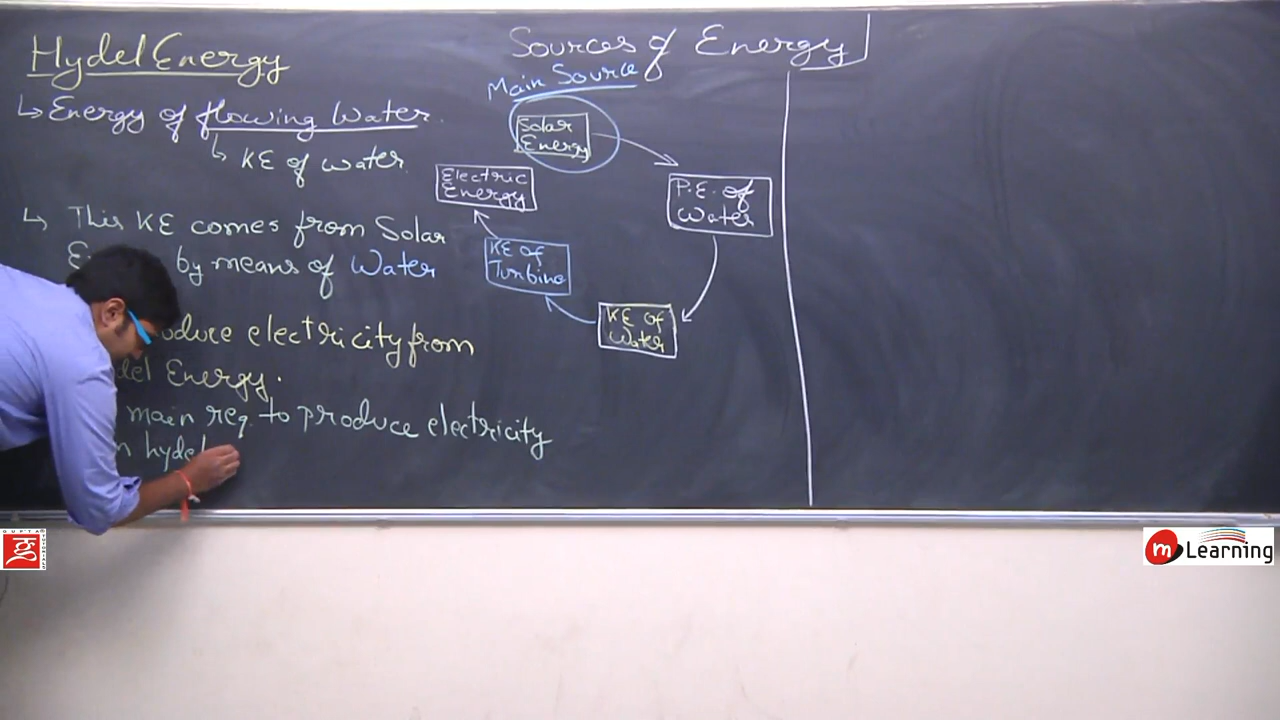 Hydel Energy
↳ Energy of flowing Water.
↳ KE of water.
↳ This KE comes from Solar
by means of Water
electricity from
Energy.
main req. to produce electricity
hydel
Sources of Energy
Main Source
Solar
Energy
P.E. of
Water
KE of
Water
KE of
Turbine
Electric
Energy
GUPTA
m Learning